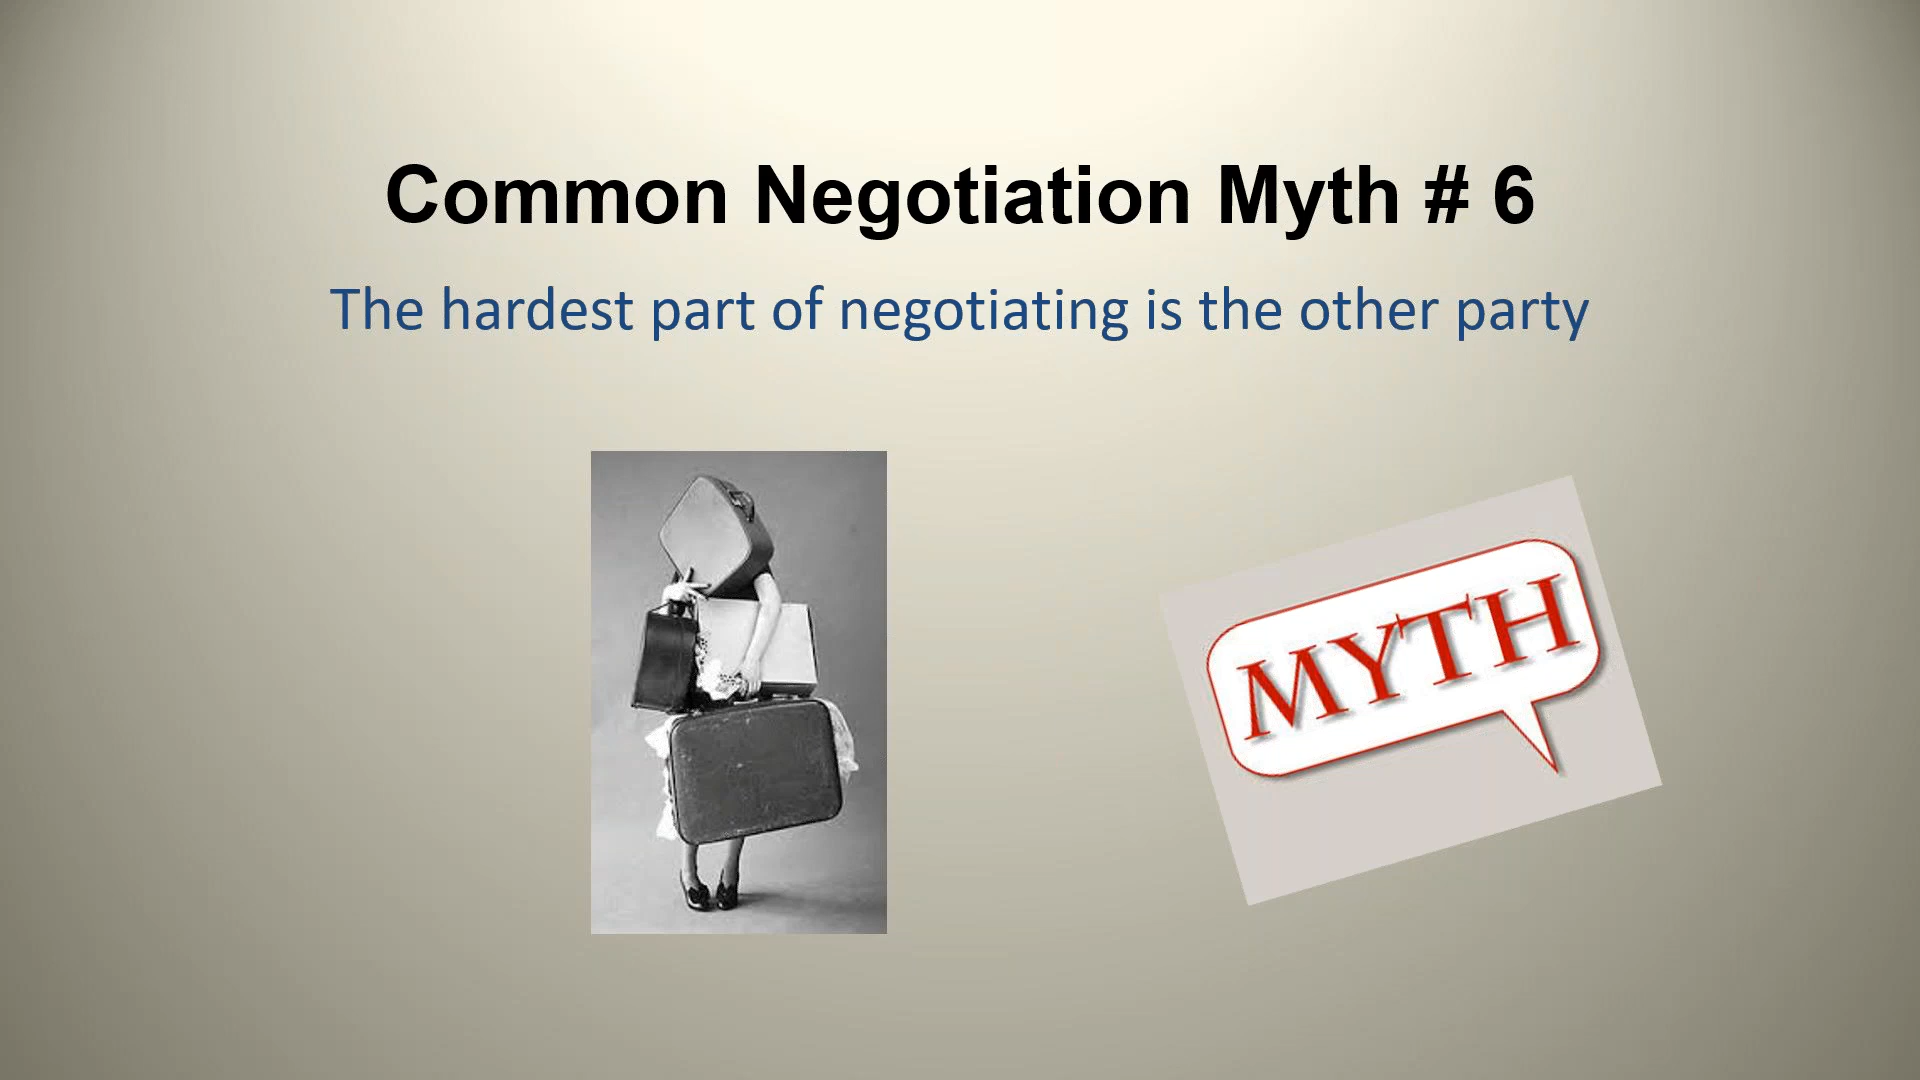 Common Negotiation Myth # 6
The hardest part of negotiating is the other party
MYTH